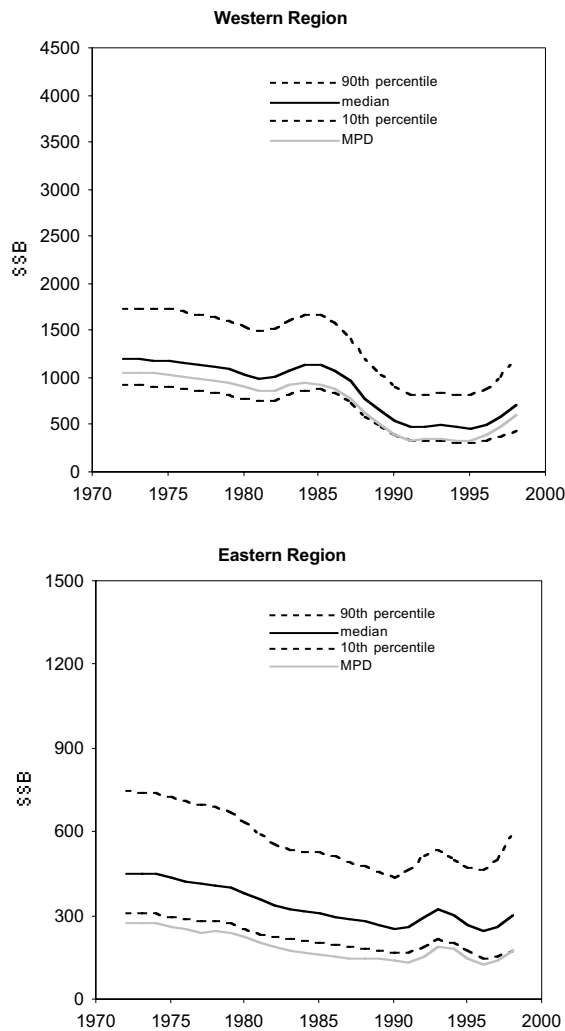 Western Region
4500
4000
3500
3000
2500
2000
1500
1000
500
0
SSB
90th percentile
median
10th percentile
MPD
1970 1975 1980 1985 1990 1995 2000
Eastern Region
1500
1200
900
600
300
0
SSB
90th percentile
median
10th percentile
MPD
1970 1975 1980 1985 1990 1995 2000